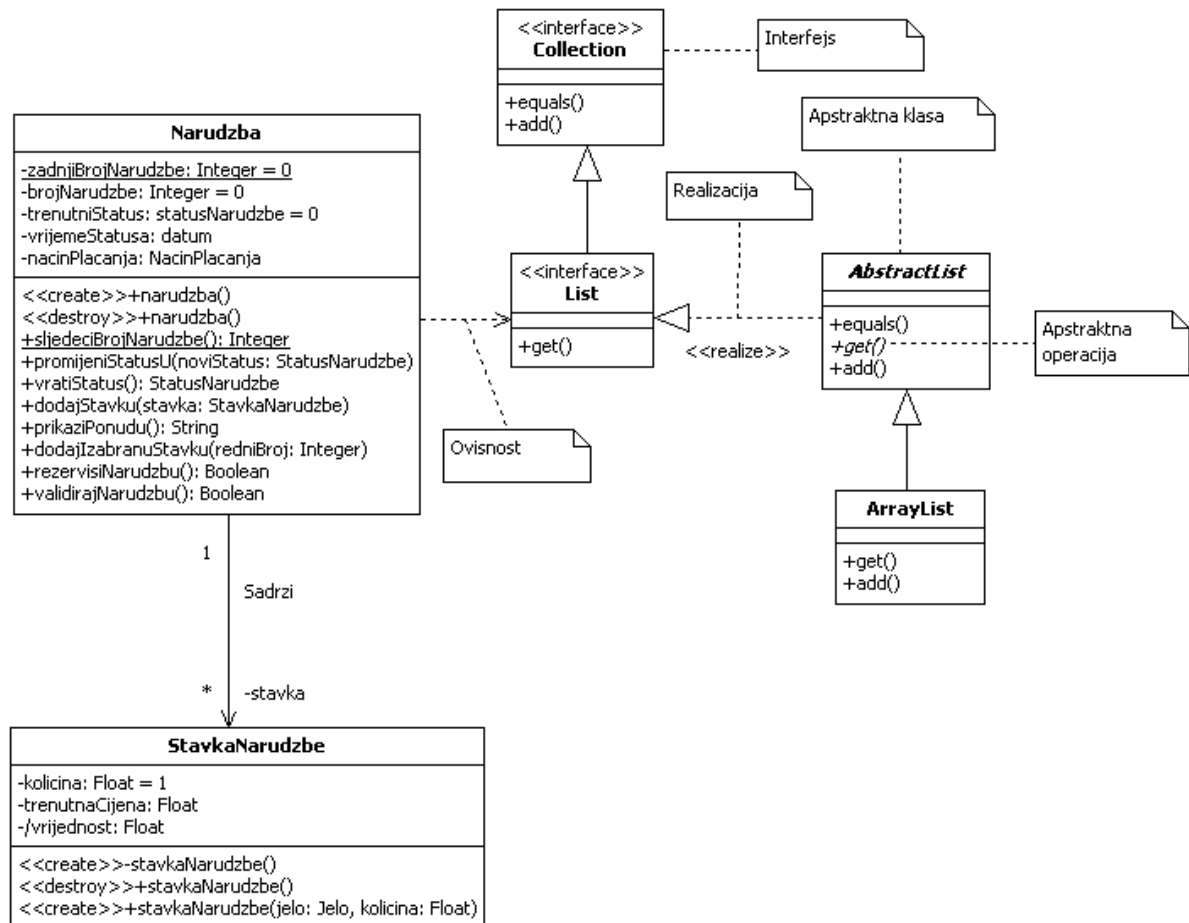 <<interface>>
Collection
+equals()
+add()
Interfejs
Apstraktna klasa
Narudzba
-zadnjiBrojNarudzbe: Integer = 0
-brojNarudzbe: Integer = 0
-trenutniStatus: statusNarudzbe = 0
-vrijemeStatusa: datum
-nacinPlacanja: NacinPlacanja
<<create>>+narudzba()
<<destroy>>+narudzba()
+sljedeciBrojNarudzbe(): Integer
+promijeniStatusU(noviStatus: StatusNarudzbe)
+vratiStatus(): StatusNarudzbe
+dodajStavku(stavka: StavkaNarudzbe)
+prikaziPonudu(): String
+dodajIzabranuStavku(redniBroj: Integer)
+rezervisiNarudzbu(): Boolean
+validirajNarudzbu(): Boolean
Realizacija
<<interface>>
List
+get()
<<realize>>
AbstractList
+equals()
+get()
+add()
Apstraktna
operacija
Ovisnost
ArrayList
+get()
+add()
1
Sadrzi
*
-stavka
StavkaNarudzbe
-kolicina: Float = 1
-trenutnaCijena: Float
-/vrijednost: Float
<<create>>-stavkaNarudzbe()
<<destroy>>+stavkaNarudzbe()
<<create>>+stavkaNarudzbe(jelo: Jelo, kolicina: Float)